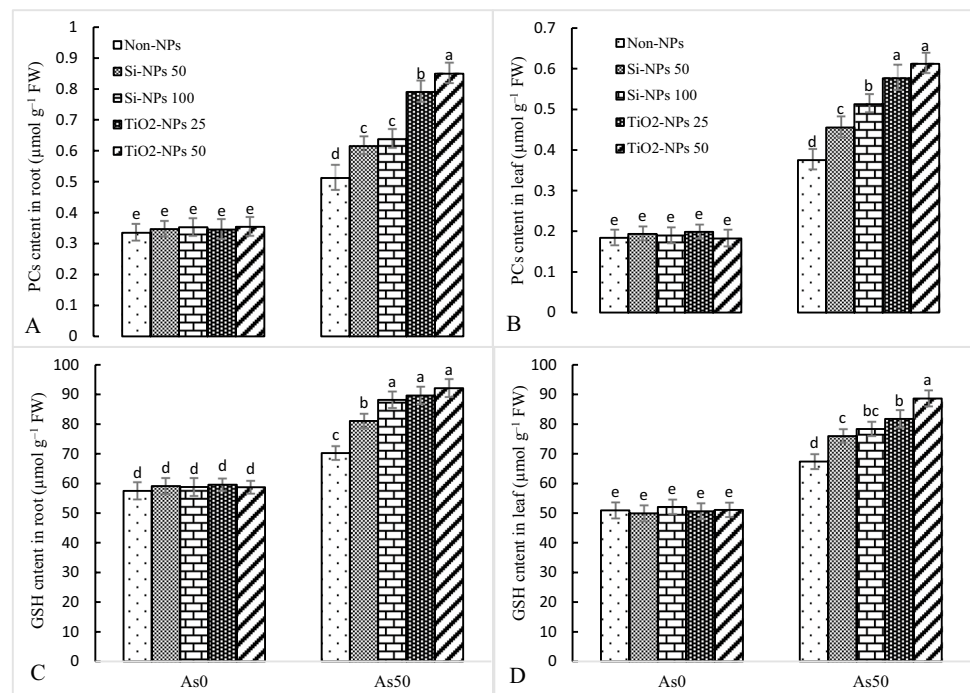 PCs cntent in root (µmol g⁻¹ FW)
1
0.9
0.8
0.7
0.6
0.5
0.4
0.3
0.2
0.1
0
Non-NPs
Si-NPs 50
Si-NPs 100
TiO2-NPs 25
TiO2-NPs 50
e e e e e
d c c b a
A
PCs cntent in leaf (µmol g⁻¹ FW)
0.7
0.6
0.5
0.4
0.3
0.2
0.1
0
Non-NPs
Si-NPs 50
Si-NPs 100
TiO2-NPs 25
TiO2-NPs 50
e e e e e
d c b a a
B
GSH cntent in root (µmol g⁻¹ FW)
100
90
80
70
60
50
40
30
20
10
0
d d d d d
c b a a a
As0 As50
C
GSH cntent in leaf (µmol g⁻¹ FW)
100
90
80
70
60
50
40
30
20
10
0
e e e e e
d c bc b a
As0 As50
D